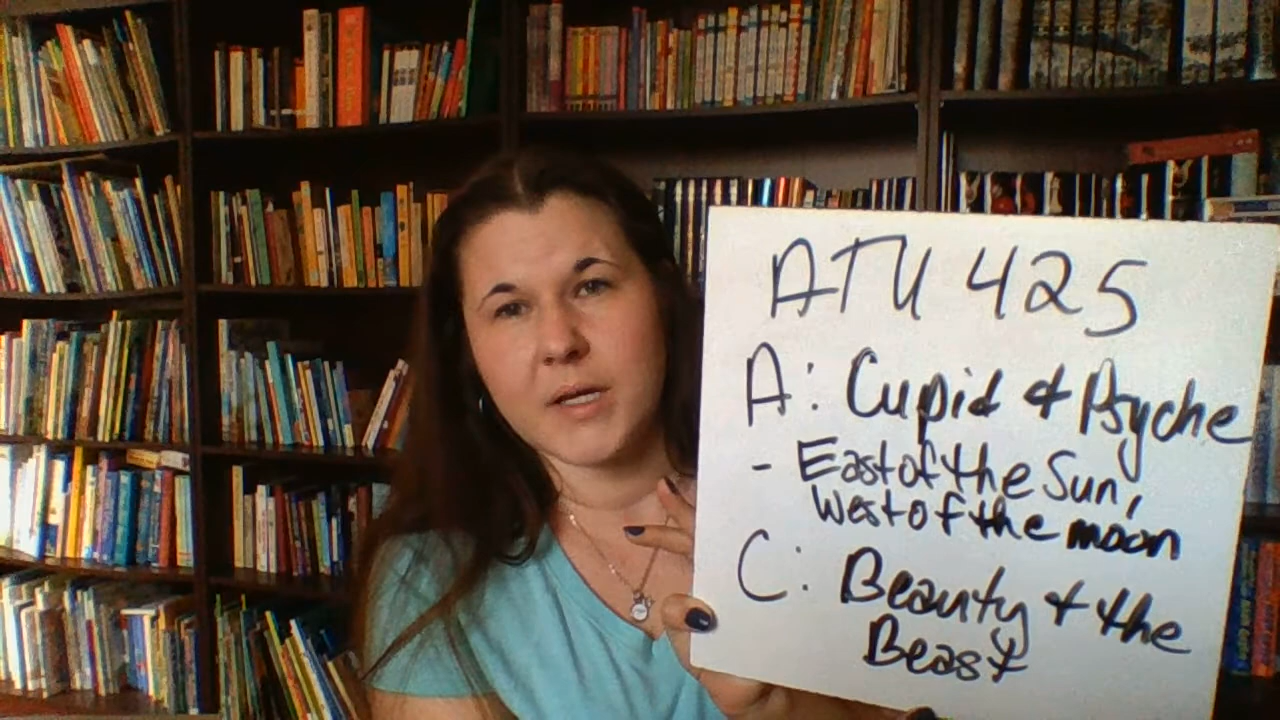 ATU 425
A: Cupid & Psyche
- East of the Sun,
West of the moon
C: Beauty & the
Beast